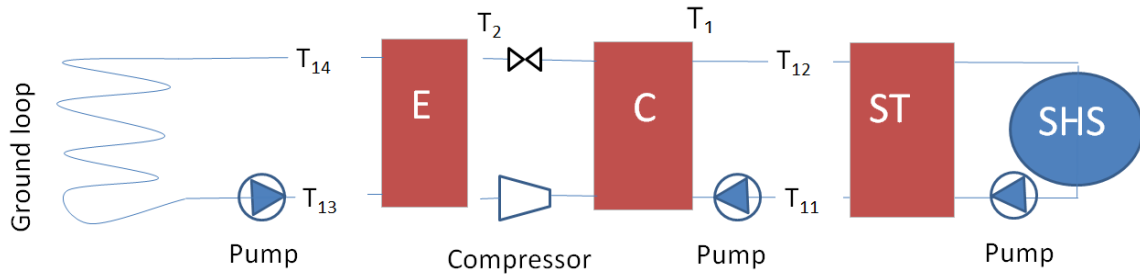 Ground loop
T14
T13
Pump
E
T2
Compressor
C
T1
Pump
T12
T11
ST
SHS
Pump